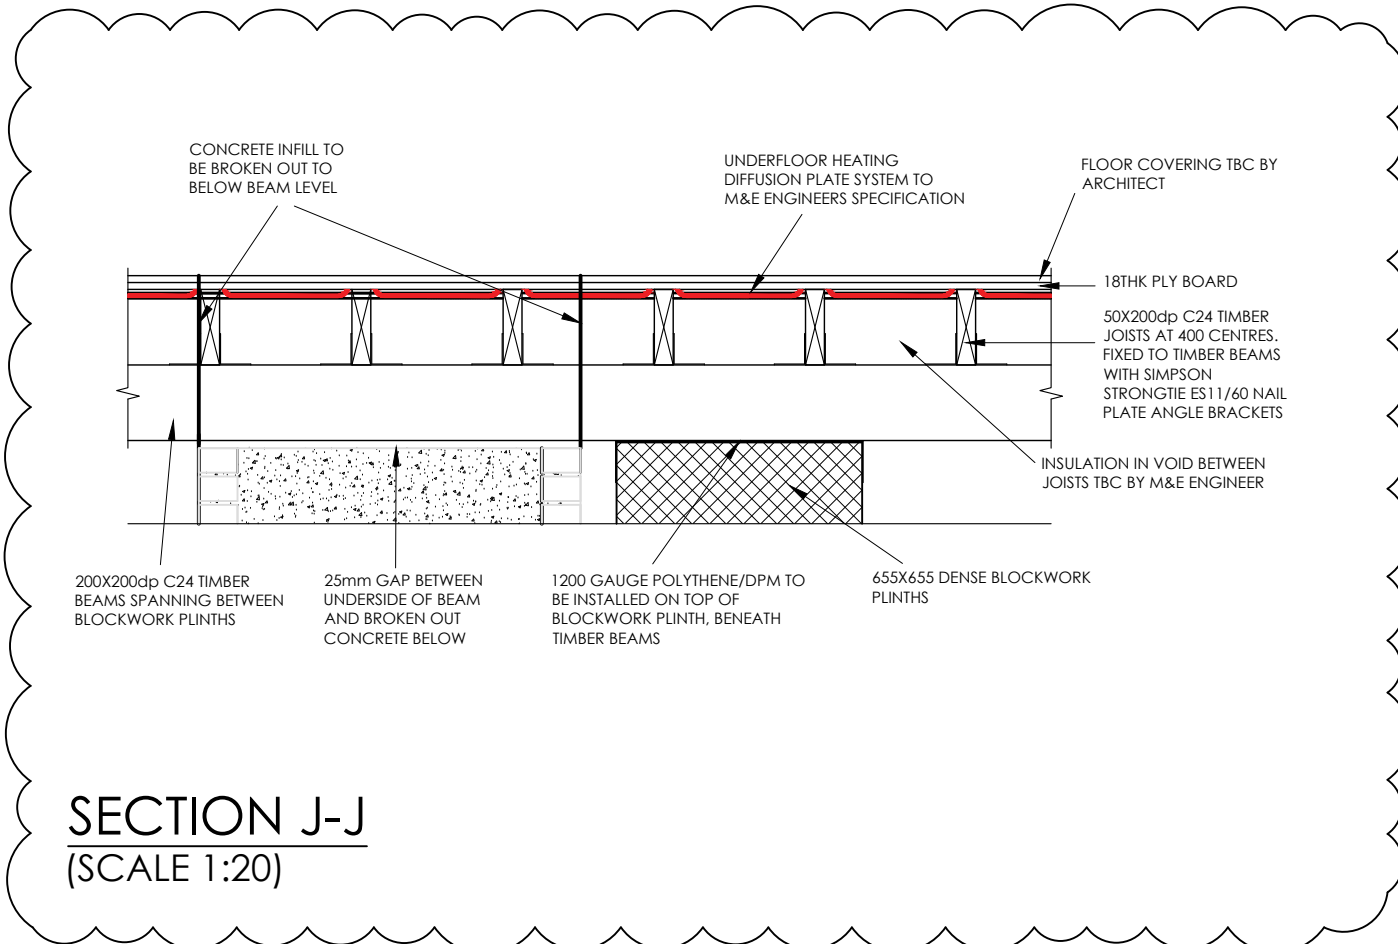 CONCRETE INFILL TO
BE BROKEN OUT TO
BELOW BEAM LEVEL
UNDERFLOOR HEATING
DIFFUSION PLATE SYSTEM TO
M&E ENGINEERS SPECIFICATION
FLOOR COVERING TBC BY
ARCHITECT
18THK PLY BOARD
50X200dp C24 TIMBER
JOISTS AT 400 CENTRES.
FIXED TO TIMBER BEAMS
WITH SIMPSON
STRONGTIE ES11/60 NAIL
PLATE ANGLE BRACKETS
INSULATION IN VOID BETWEEN
JOISTS TBC BY M&E ENGINEER
200X200dp C24 TIMBER
BEAMS SPANNING BETWEEN
BLOCKWORK PLINTHS
25mm GAP BETWEEN
UNDERSIDE OF BEAM
AND BROKEN OUT
CONCRETE BELOW
1200 GAUGE POLYTHENE/DPM TO
BE INSTALLED ON TOP OF
BLOCKWORK PLINTH, BENEATH
TIMBER BEAMS
655X655 DENSE BLOCKWORK
PLINTHS
SECTION J-J
(SCALE 1:20)